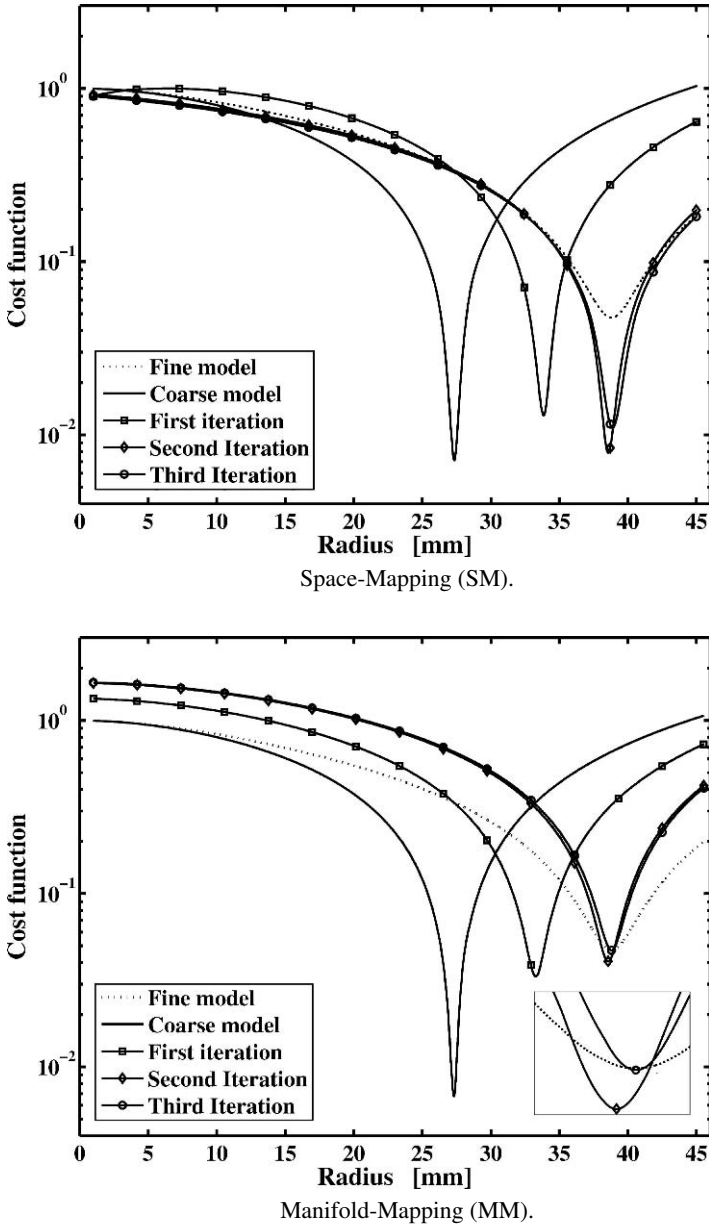 10^0
10^-1
10^-2
Cost function
Fine model
Coarse model
First iteration
Second Iteration
Third Iteration
0 5 10 15 20 25 30 35 40 45
Radius [mm]
Space-Mapping (SM).
10^0
10^-1
10^-2
Cost function
Fine model
Coarse model
First iteration
Second Iteration
Third Iteration
0 5 10 15 20 25 30 35 40 45
Radius [mm]
Manifold-Mapping (MM).